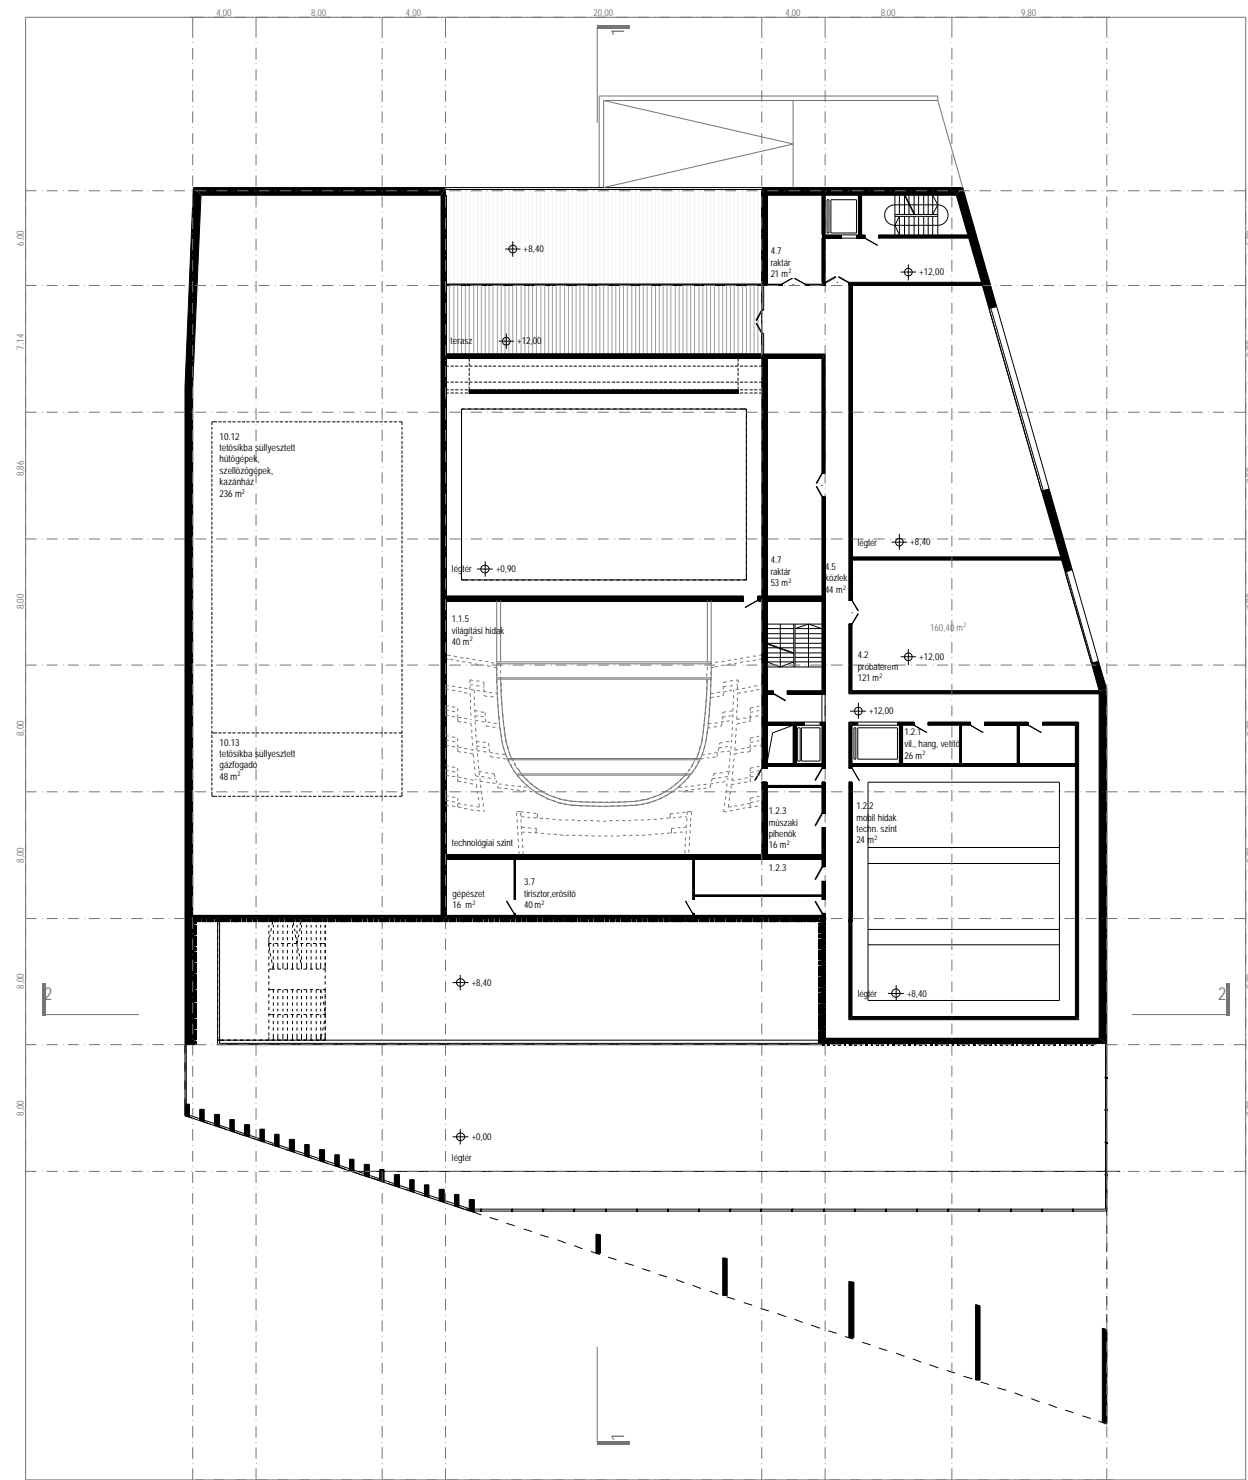 4,00 8,00 4,00 20,00 4,00 8,00 9,80
1
6,00
7,14
8,86
8,00
8,00
8,00
8,00
8,00
+8,40
4.7
raktár
21 m²
+12,00
terasz +12,00
10.12
tetősíkba süllyesztett
hűtőgépek,
szellőzőgépek,
kazánház
236 m²
légtér +0,90
4.7
raktár
53 m²
4.5
közlek.
44 m²
légtér +8,40
1.1.5
világítási hidak
40 m²
160,40 m²
4.2
próbaterem
121 m²
+12,00
+12,00
10.13
tetősíkba süllyesztett
gázfogadó
48 m²
1.2.1
vil., hang, vetítő
26 m²
1.2.3
műszaki
pihenők
16 m²
1.2.2
mobil hidak
techn. szint
24 m²
technológiai szint
1.2.3
gépészet
16 m²
3.7
tirisztor,erősítő
40 m²
+8,40
légtér +8,40
2
2
+0,00
légtér
1